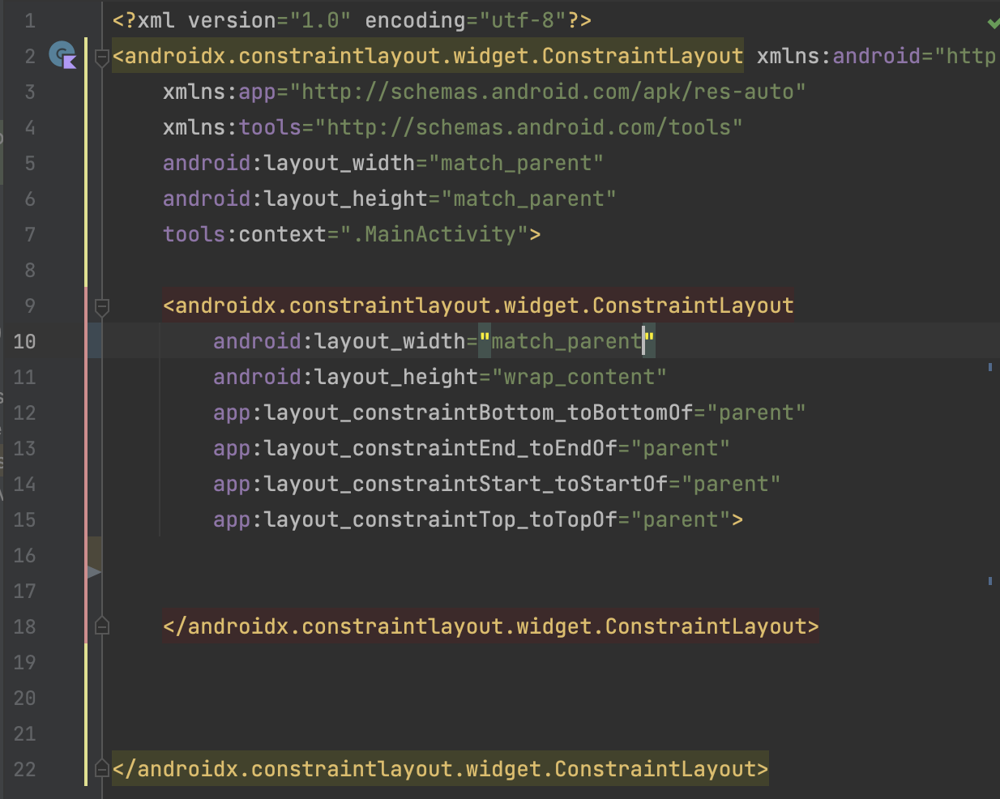 1 <?xml version="1.0" encoding="utf-8"?>
2 <androidx.constraintlayout.widget.ConstraintLayout xmlns:android="http
3 xmlns:app="http://schemas.android.com/apk/res-auto"
4 xmlns:tools="http://schemas.android.com/tools"
5 android:layout_width="match_parent"
6 android:layout_height="match_parent"
7 tools:context=".MainActivity">
8
9 <androidx.constraintlayout.widget.ConstraintLayout
10 android:layout_width="match_parent"
11 android:layout_height="wrap_content"
12 app:layout_constraintBottom_toBottomOf="parent"
13 app:layout_constraintEnd_toEndOf="parent"
14 app:layout_constraintStart_toStartOf="parent"
15 app:layout_constraintTop_toTopOf="parent">
16
17
18 </androidx.constraintlayout.widget.ConstraintLayout>
19
20
21
22 </androidx.constraintlayout.widget.ConstraintLayout>